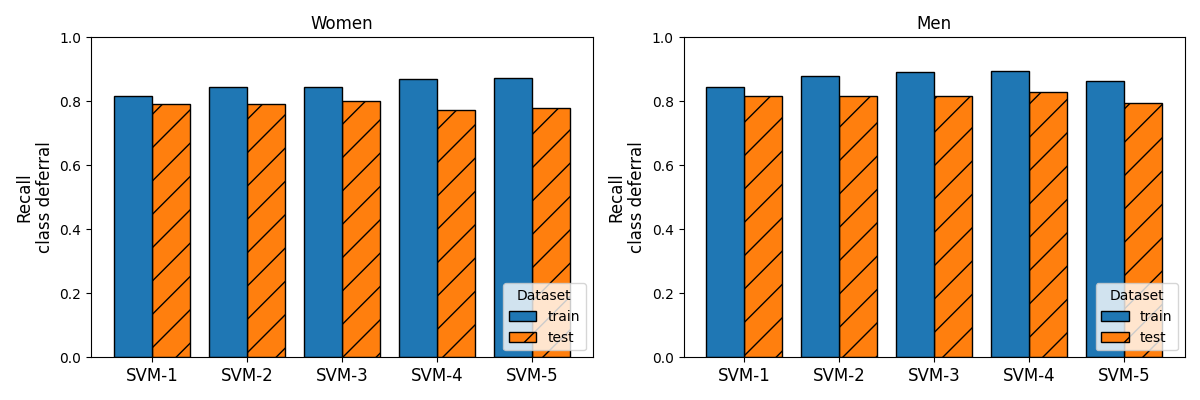 Women
1.0
0.8
0.6
0.4
0.2
0.0
Recall
class deferral
SVM-1 SVM-2 SVM-3 SVM-4 SVM-5
Dataset
train
test
Men
1.0
0.8
0.6
0.4
0.2
0.0
Recall
class deferral
SVM-1 SVM-2 SVM-3 SVM-4 SVM-5
Dataset
train
test